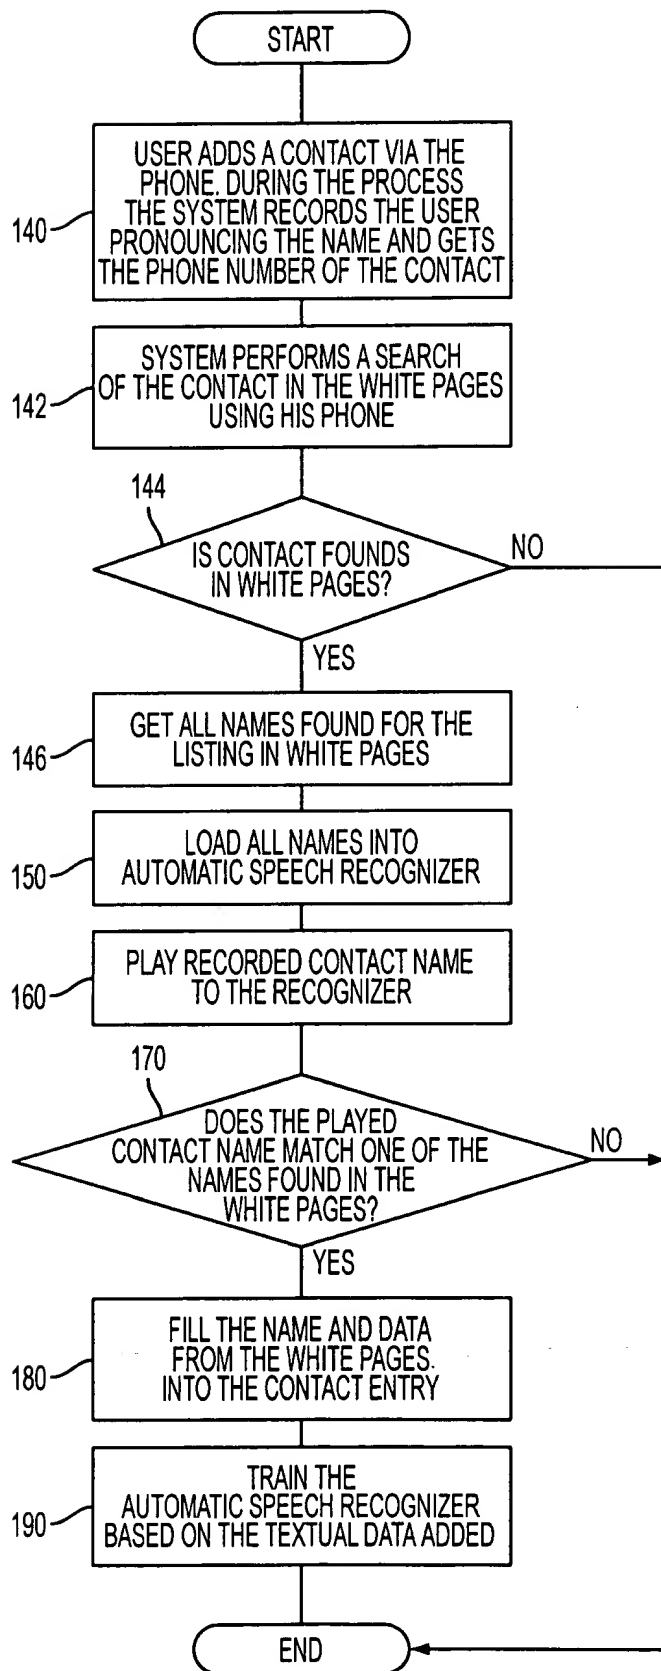 START
USER ADDS A CONTACT VIA THE
PHONE. DURING THE PROCESS
THE SYSTEM RECORDS THE USER
PRONOUNCING THE NAME AND GETS
THE PHONE NUMBER OF THE CONTACT
140
SYSTEM PERFORMS A SEARCH
OF THE CONTACT IN THE WHITE PAGES
USING HIS PHONE
142
144
IS CONTACT FOUNDS
IN WHITE PAGES?
NO
YES
GET ALL NAMES FOUND FOR THE
LISTING IN WHITE PAGES
146
LOAD ALL NAMES INTO
AUTOMATIC SPEECH RECOGNIZER
150
PLAY RECORDED CONTACT NAME
TO THE RECOGNIZER
160
170
DOES THE PLAYED
CONTACT NAME MATCH ONE OF THE
NAMES FOUND IN THE
WHITE PAGES?
NO
YES
FILL THE NAME AND DATA
FROM THE WHITE PAGES.
INTO THE CONTACT ENTRY
180
TRAIN THE
AUTOMATIC SPEECH RECOGNIZER
BASED ON THE TEXTUAL DATA ADDED
190
END